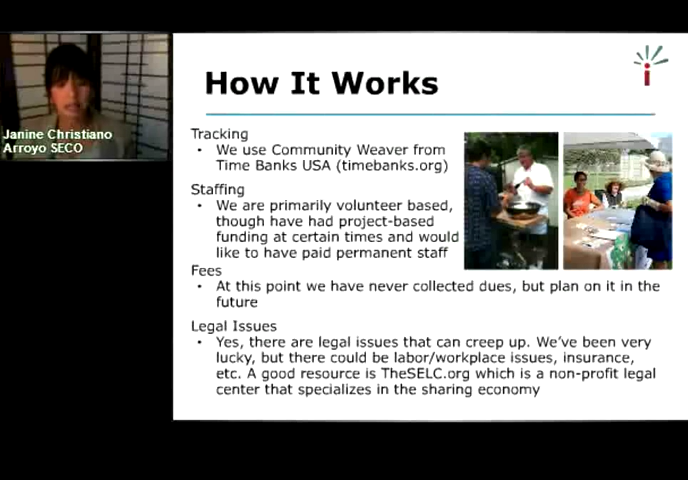 How It Works
Janine Christiano
Arroyo SECO
Tracking
• We use Community Weaver from
Time Banks USA (timebanks.org)
Staffing
• We are primarily volunteer based,
though have had project-based
funding at certain times and would
like to have paid permanent staff
Fees
• At this point we have never collected dues, but plan on it in the
future
Legal Issues
• Yes, there are legal issues that can creep up. We've been very
lucky, but there could be labor/workplace issues, insurance,
etc. A good resource is TheSELC.org which is a non-profit legal
center that specializes in the sharing economy